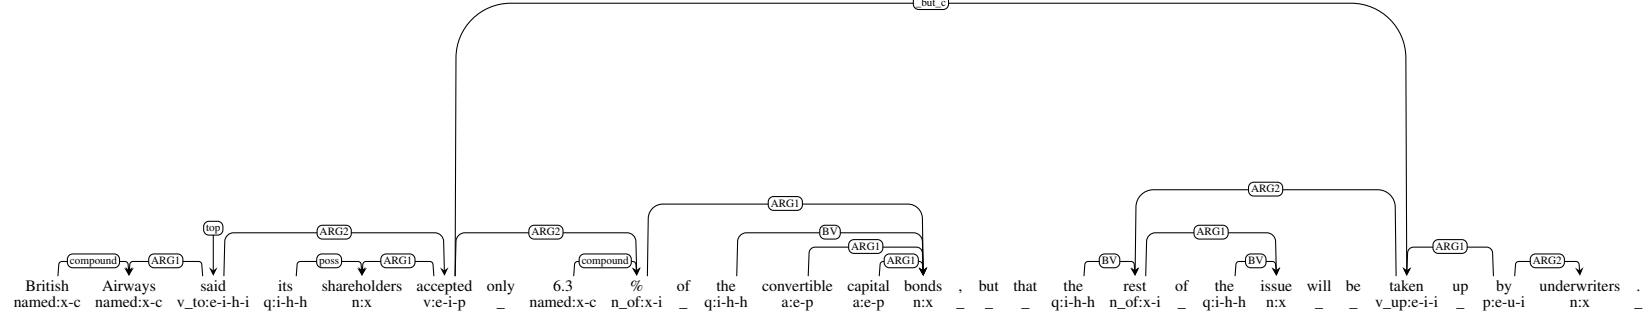 _but_c
ARG1 ARG2
top ARG2 ARG2 BV ARG1
compound ARG1 poss ARG1 compound ARG1 BV BV ARG1 ARG2
ARG1
British Airways said its shareholders accepted only 6.3 % of the convertible capital bonds , but that the rest of the issue will be taken up by underwriters .
named:x-c named:x-c v_to:e-i-h-i q:i-h-h n:x v:e-i-p _ named:x-c n_of:x-i _ q:i-h-h a:e-p a:e-p n:x _ _ _ q:i-h-h n_of:x-i _ q:i-h-h n:x _ _ v_up:e-i-i _ p:e-u-i n:x _